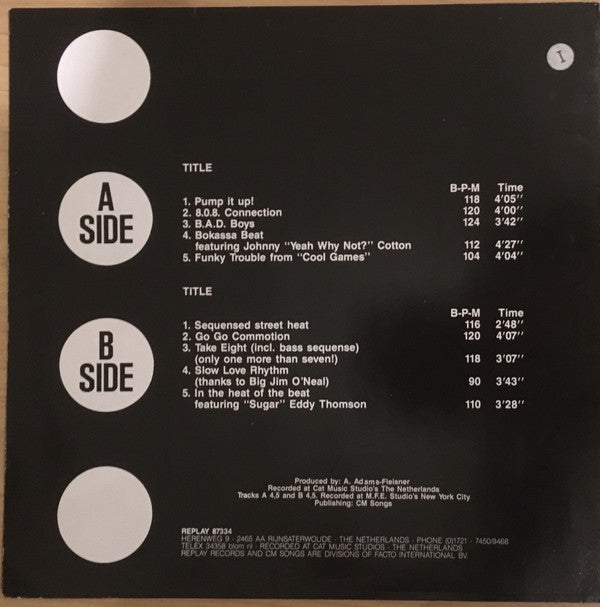 I
TITLE
B-P-M Time
A SIDE
1. Pump it up! 118 4'05''
2. 8.0.8. Connection 120 4'00''
3. B.A.D. Boys 124 3'42''
4. Bokassa Beat
featuring Johnny "Yeah Why Not?" Cotton 112 4'27''
5. Funky Trouble from "Cool Games" 104 4'04''
TITLE
B-P-M Time
B SIDE
1. Sequensed street heat 116 2'48''
2. Go Go Commotion 120 4'07''
3. Take Eight (incl. bass sequense)
(only one more than seven!) 118 3'07''
4. Slow Love Rhythm
(thanks to Big Jim O'Neal) 90 3'43''
5. In the heat of the beat
featuring "Sugar" Eddy Thomson 110 3'28''
Produced by: A. Adams-Fleisner
Recorded at Cat Music Studio's The Netherlands
Tracks A 4,5 and B 4,5, Recorded at M.F.E. Studio's New York City
Publishing: CM Songs
REPLAY 87334
HERENWEG 9 - 2465 AA RIJNSATERWOUDE - THE NETHERLANDS - PHONE (0)1721 - 7450/9468
TELEX 34358 blom nl - RECORDED AT CAT MUSIC STUDIOS - THE NETHERLANDS
REPLAY RECORDS AND CM SONGS ARE DIVISIONS OF FACTO INTERNATIONAL BV.